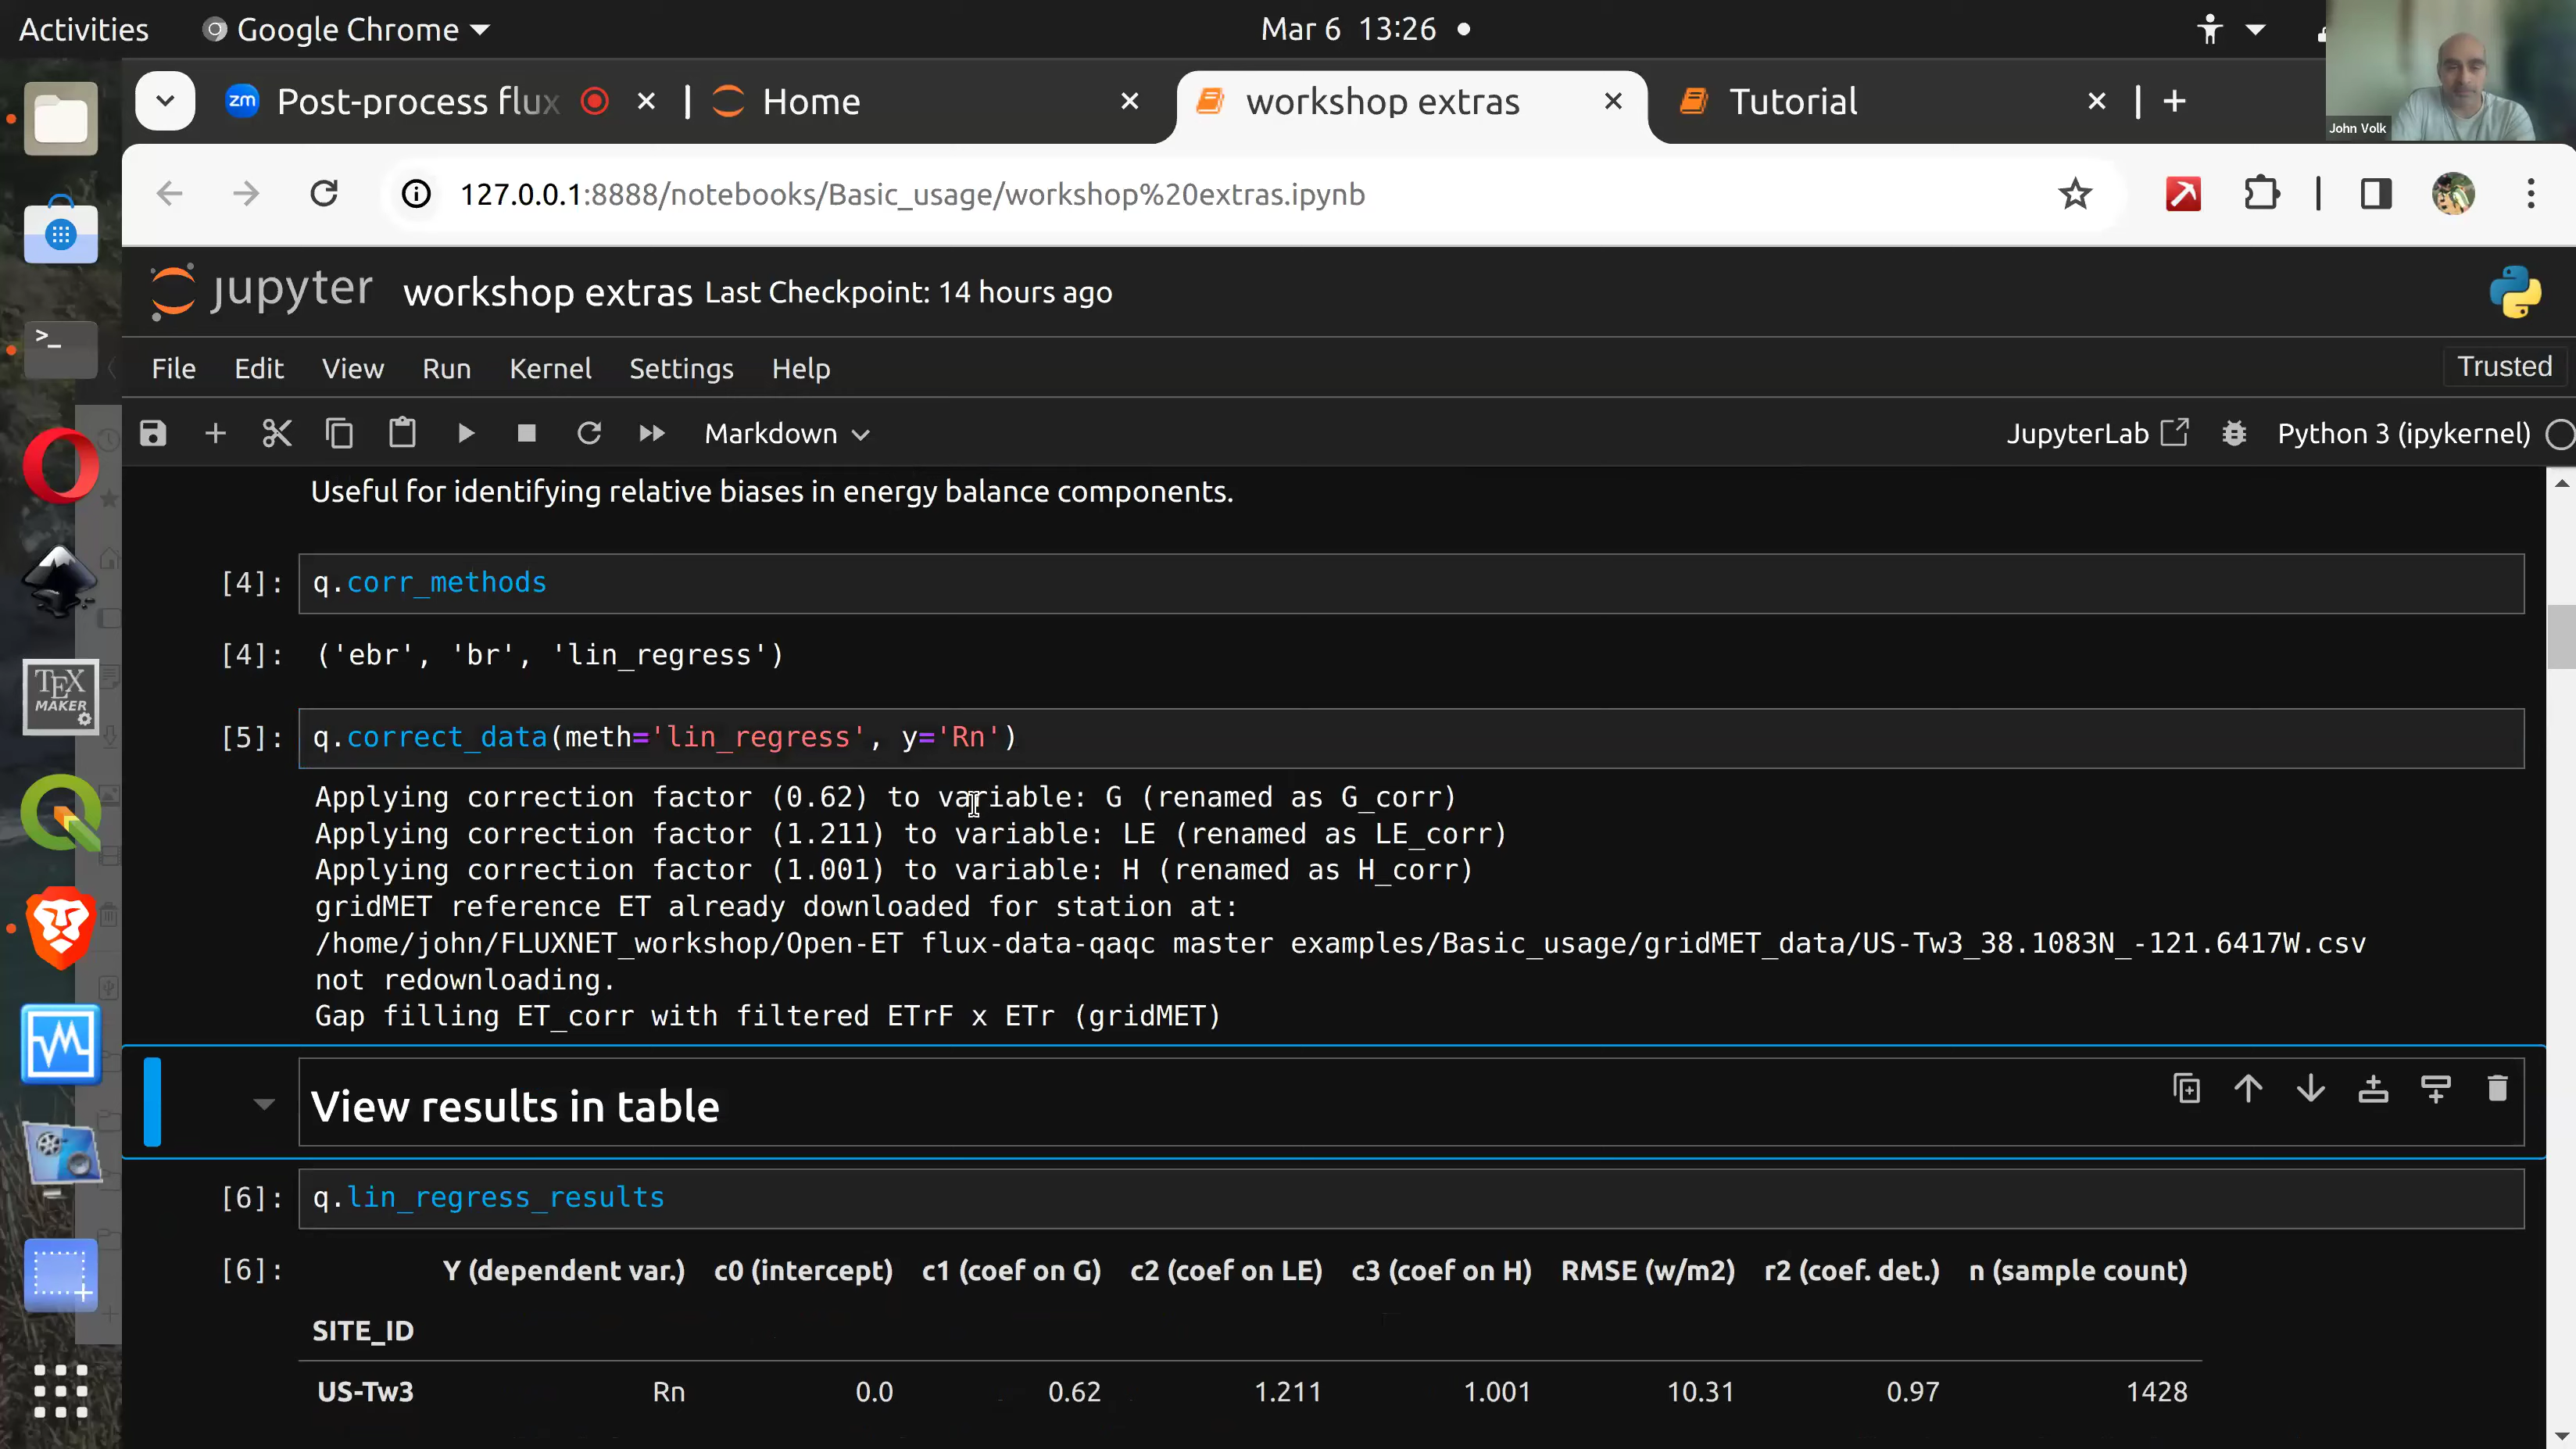 Activities Google Chrome Mar 6 13:26
zm Post-process flux Home workshop extras Tutorial
John Volk
127.0.0.1:8888/notebooks/Basic_usage/workshop%20extras.ipynb
jupyter workshop extras Last Checkpoint: 14 hours ago
File Edit View Run Kernel Settings Help Trusted
Markdown JupyterLab Python 3 (ipykernel)
Useful for identifying relative biases in energy balance components.
[4]: q.corr_methods
[4]: ('ebr', 'br', 'lin_regress')
[5]: q.correct_data(meth='lin_regress', y='Rn')
Applying correction factor (0.62) to variable: G (renamed as G_corr)
Applying correction factor (1.211) to variable: LE (renamed as LE_corr)
Applying correction factor (1.001) to variable: H (renamed as H_corr)
gridMET reference ET already downloaded for station at:
/home/john/FLUXNET_workshop/Open-ET flux-data-qaqc master examples/Basic_usage/gridMET_data/US-Tw3_38.1083N_-121.6417W.csv
not redownloading.
Gap filling ET_corr with filtered ETrF x ETr (gridMET)
View results in table
[6]: q.lin_regress_results
[6]: Y (dependent var.) c0 (intercept) c1 (coef on G) c2 (coef on LE) c3 (coef on H) RMSE (w/m2) r2 (coef. det.) n (sample count)
SITE_ID
US-Tw3 Rn 0.0 0.62 1.211 1.001 10.31 0.97 1428
>_
TEX
MAKER